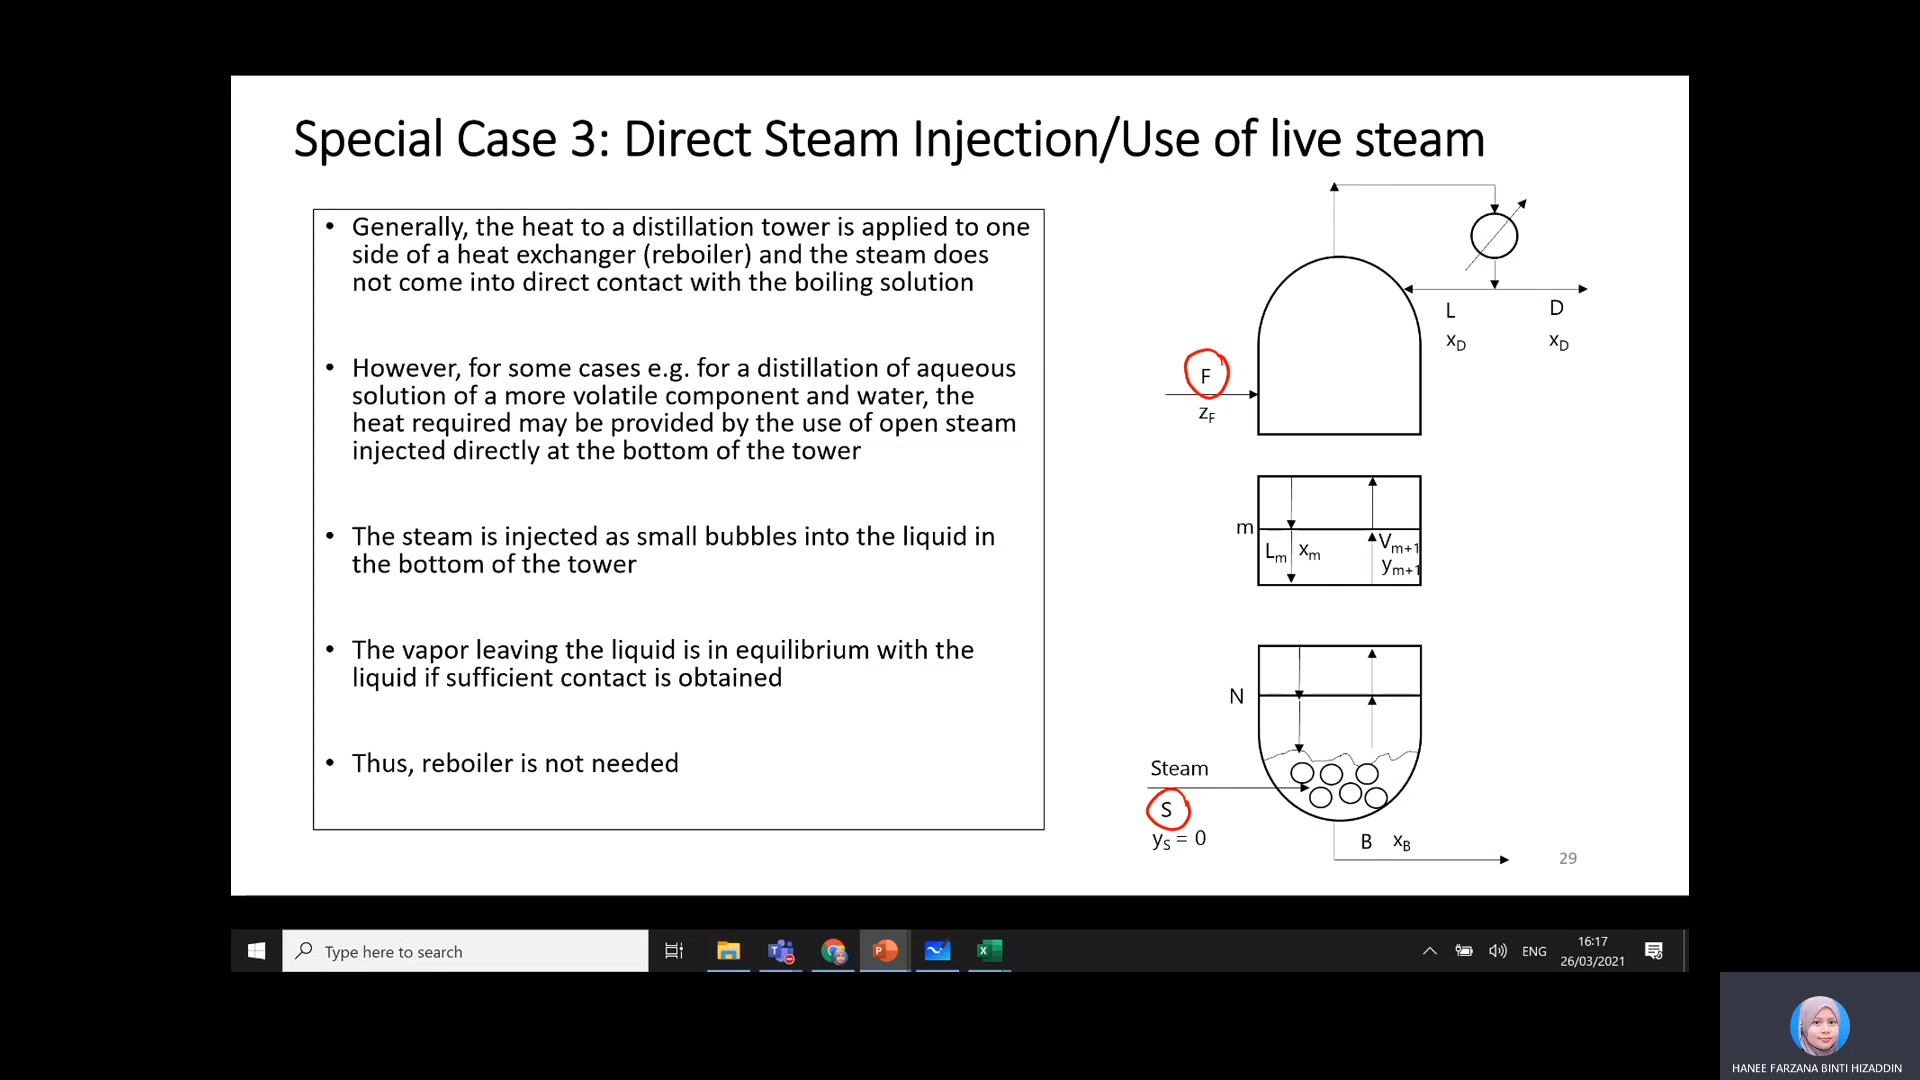 Special Case 3: Direct Steam Injection/Use of live steam
• Generally, the heat to a distillation tower is applied to one
side of a heat exchanger (reboiler) and the steam does
not come into direct contact with the boiling solution
• However, for some cases e.g. for a distillation of aqueous
solution of a more volatile component and water, the
heat required may be provided by the use of open steam
injected directly at the bottom of the tower
• The steam is injected as small bubbles into the liquid in
the bottom of the tower
• The vapor leaving the liquid is in equilibrium with the
liquid if sufficient contact is obtained
• Thus, reboiler is not needed
L D
xD xD
F
zF
m
Lm xm
Vm+1
ym+1
N
Steam
S
yS = 0
B xB
29
Type here to search
ENG
16:17
26/03/2021
HANEE FARZANA BINTI HIZADDIN